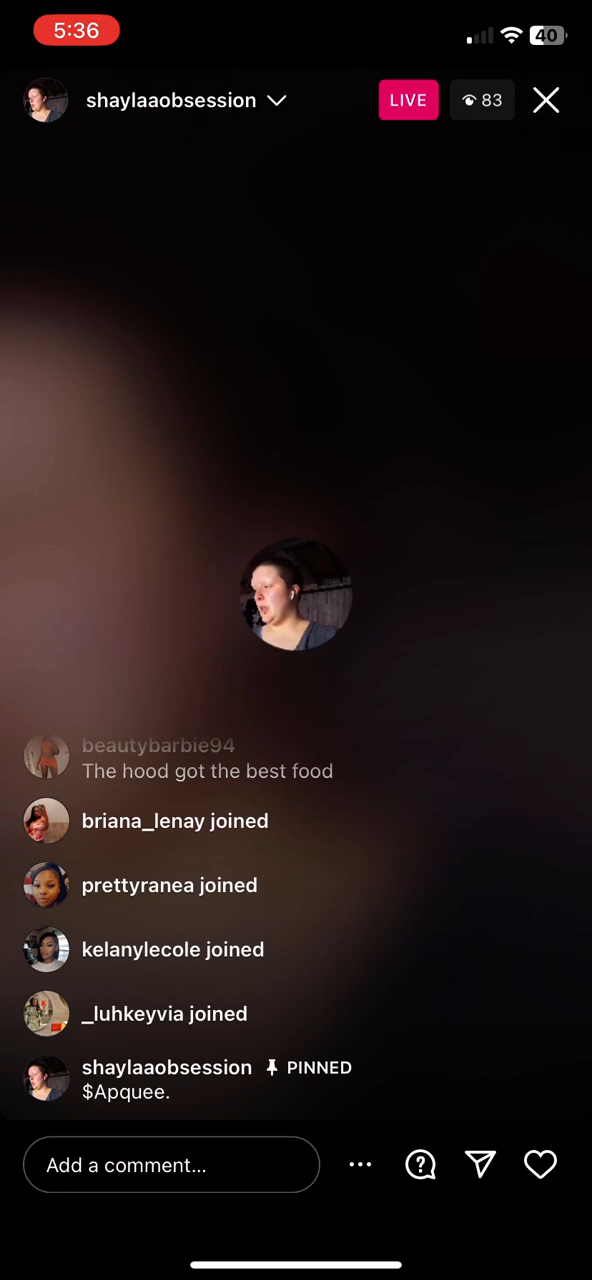 5:36
40
shaylaaobsession
LIVE
83
beautybarbie94
The hood got the best food
briana_lenay joined
prettyranea joined
kelanylecole joined
_luhkeyvia joined
shaylaaobsession PINNED
$Apquee.
Add a comment...